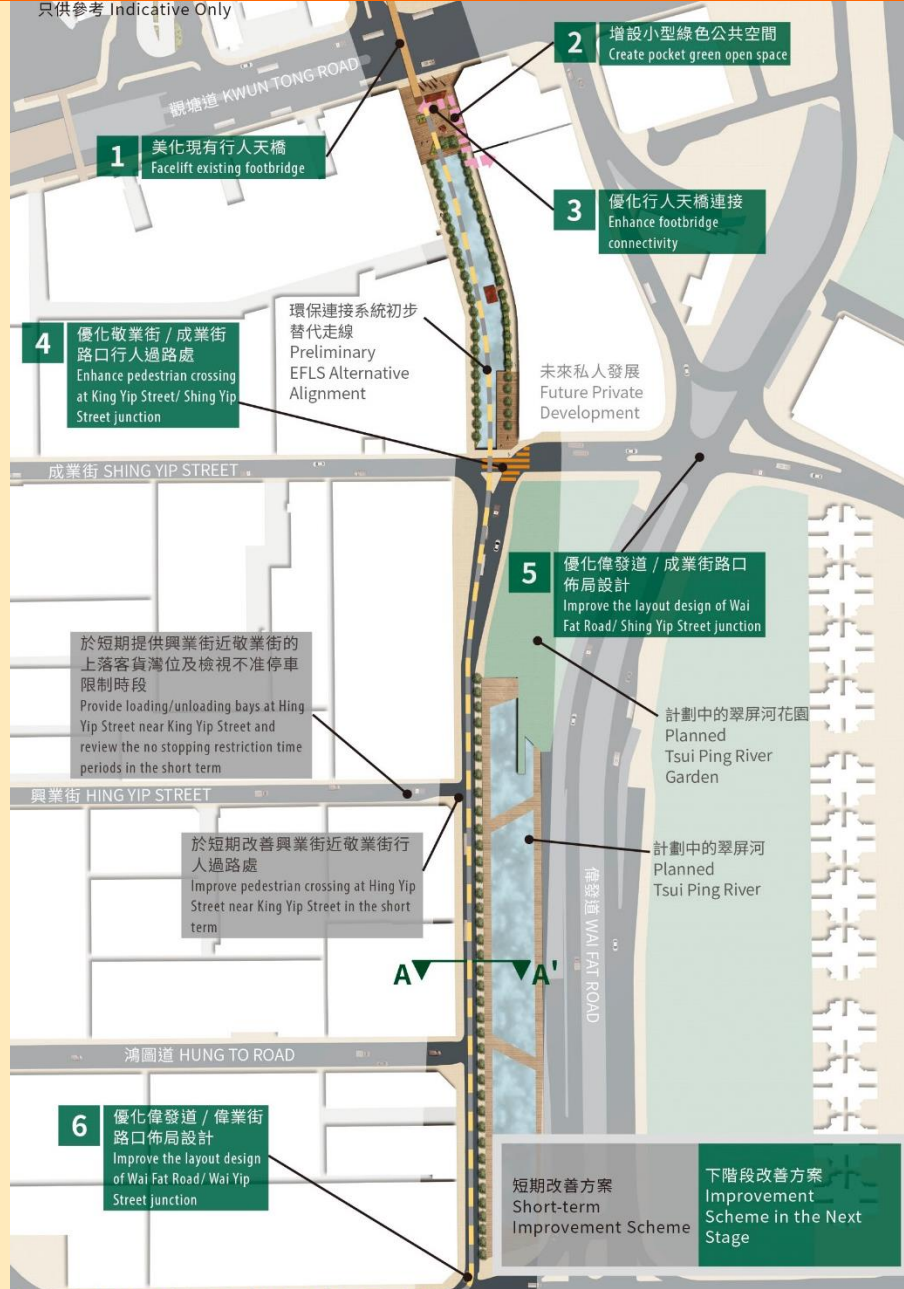 只供參考 Indicative Only
觀塘道 KWUN TONG ROAD
2
增設小型綠色公共空間
Create pocket green open space
1
美化現有行人天橋
Facelift existing footbridge
3
優化行人天橋連接
Enhance footbridge
connectivity
4
優化敬業街 / 成業街
路口行人過路處
Enhance pedestrian crossing
at King Yip Street/ Shing Yip
Street junction
環保連接系統初步
替代走線
Preliminary
EFLS Alternative
Alignment
未來私人發展
Future Private
Development
成業街 SHING YIP STREET
5
優化偉發道 / 成業街路口
佈局設計
Improve the layout design of Wai
Fat Road/ Shing Yip Street junction
於短期提供興業街近敬業街的
上落客貨灣位及檢視不准停車
限制時段
Provide loading/unloading bays at Hing
Yip Street near King Yip Street and
review the no stopping restriction time
periods in the short term
計劃中的翠屏河花園
Planned
Tsui Ping River
Garden
興業街 HING YIP STREET
於短期改善興業街近敬業街行
人過路處
Improve pedestrian crossing at Hing Yip
Street near King Yip Street in the short
term
計劃中的翠屏河
Planned
Tsui Ping River
偉發道 WAI FAT ROAD
A A'
鴻圖道 HUNG TO ROAD
6
優化偉發道 / 偉業街
路口佈局設計
Improve the layout design
of Wai Fat Road/ Wai Yip
Street junction
短期改善方案
Short-term
Improvement Scheme
下階段改善方案
Improvement
Scheme in the Next
Stage